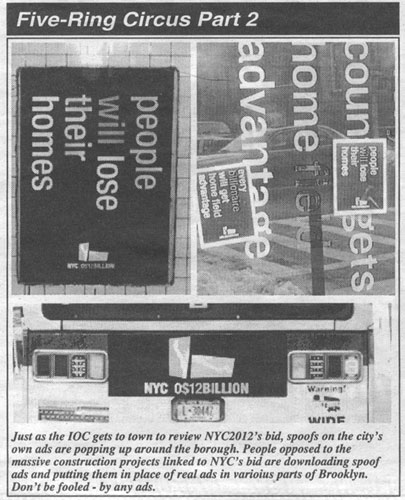 Five-Ring Circus Part 2
people
will lose
their
homes
NYC 0$12BILLION
coun gets
home field
advantage
people
will lose
their
homes
every
billionaire
will get
home field
advantage
NYC 0$12BILLION
Warning!
WIDE
Just as the IOC gets to town to review NYC2012's bid, spoofs on the city's
own ads are popping up around the borough. People opposed to the
massive construction projects linked to NYC's bid are downloading spoof
ads and putting them in place of real ads in varioius parts of Brooklyn.
Don't be fooled - by any ads.